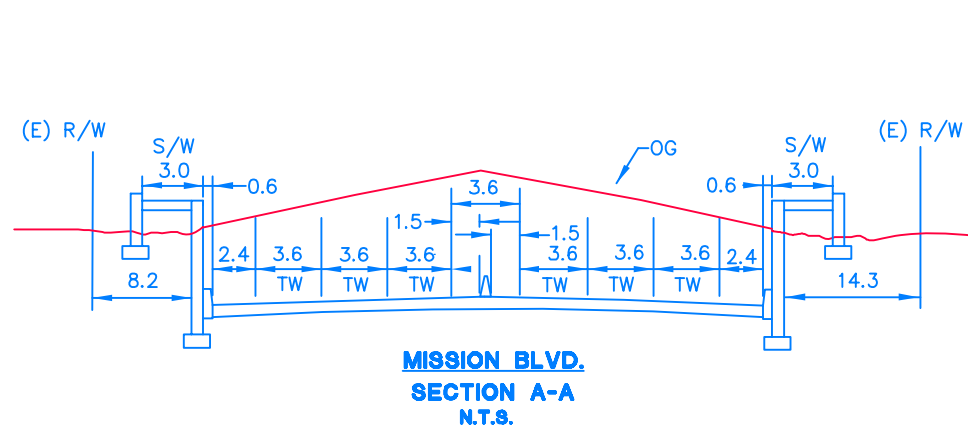 (E) R/W
S/W
3.0
0.6
3.6
OG
S/W
(E) R/W
0.6
3.0
1.5
1.5
2.4
3.6
3.6
3.6
3.6
3.6
3.6
2.4
TW
TW
TW
TW
TW
TW
8.2
14.3
MISSION BLVD.
SECTION A-A
N.T.S.